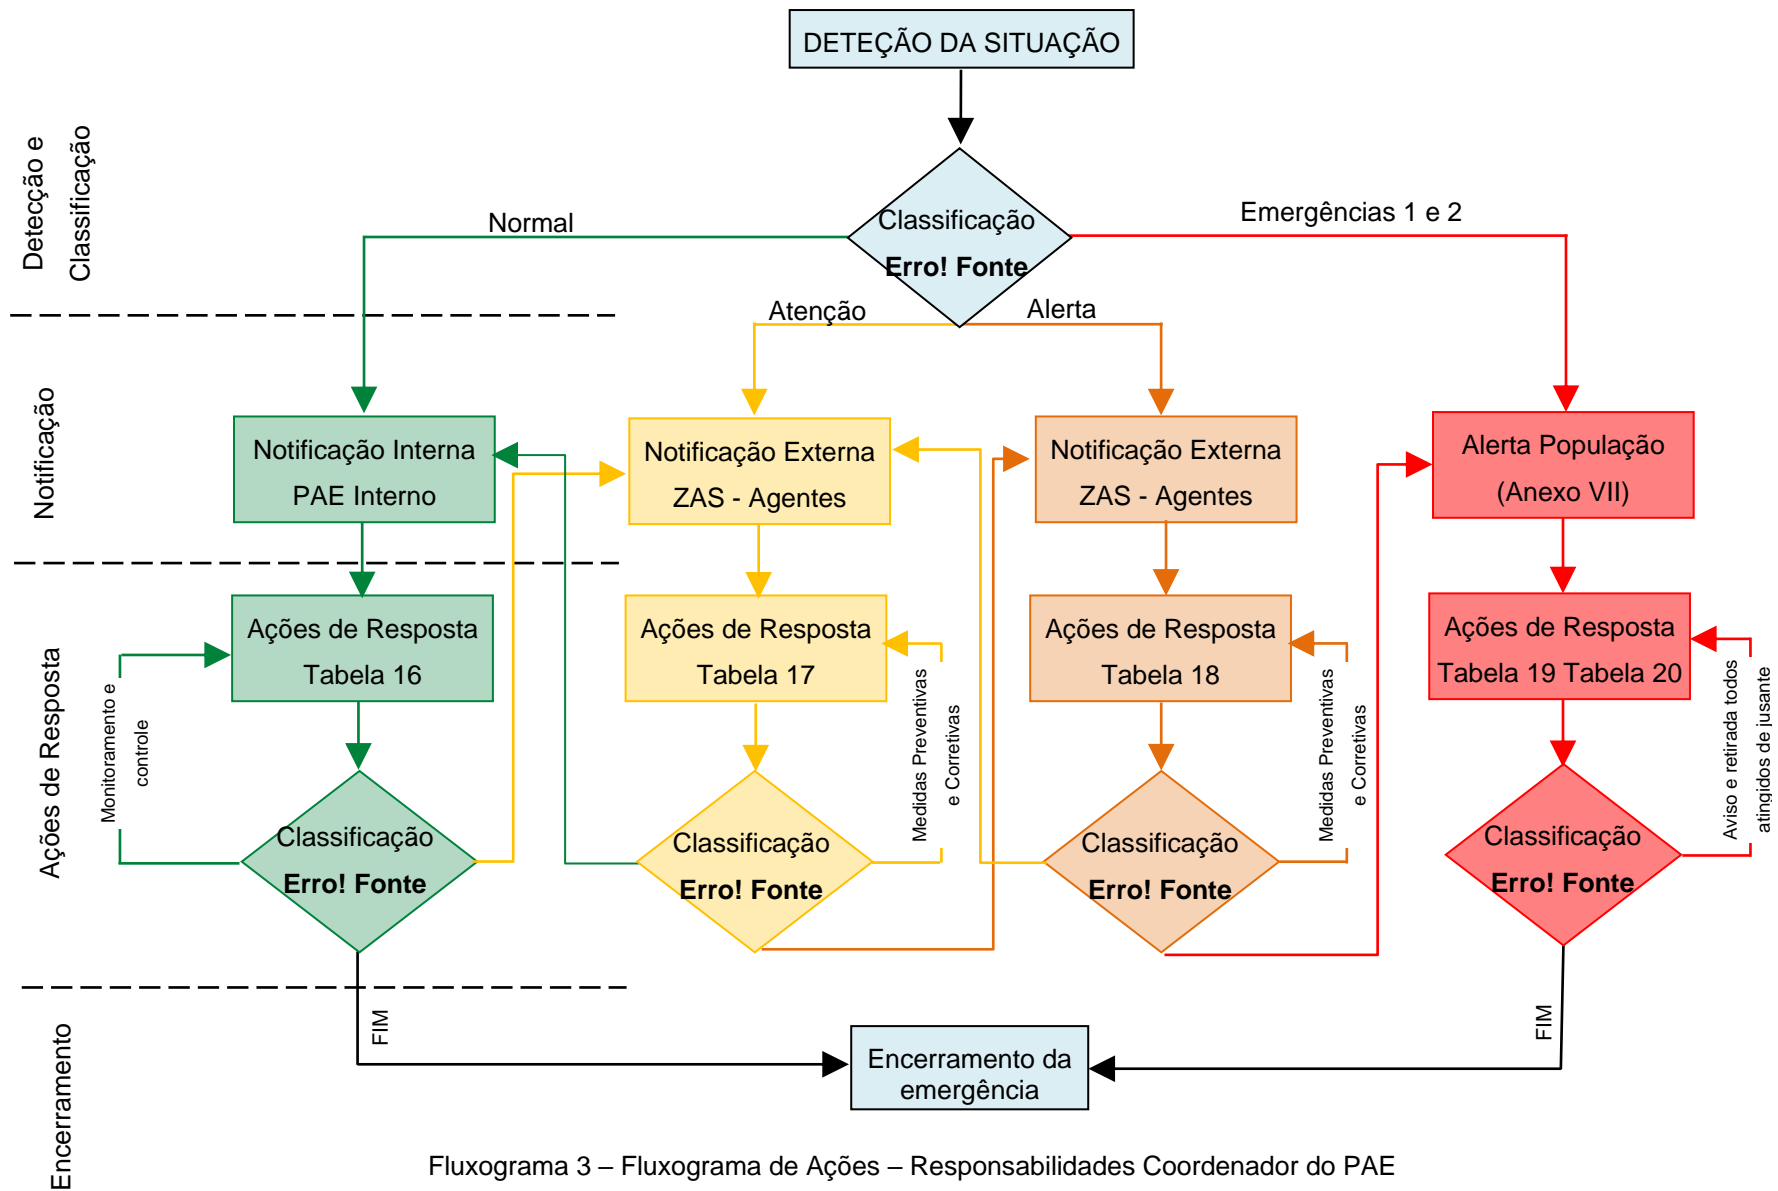 DETEÇÃO DA SITUAÇÃO
Detecção e
Classificação
Classificação
Erro! Fonte
Normal
Emergências 1 e 2
Atenção
Alerta
Notificação
Notificação Interna
PAE Interno
Notificação Externa
ZAS - Agentes
Notificação Externa
ZAS - Agentes
Alerta População
(Anexo VII)
Ações de Resposta
Ações de Resposta
Tabela 16
Ações de Resposta
Tabela 17
Ações de Resposta
Tabela 18
Ações de Resposta
Tabela 19 Tabela 20
Monitoramento e
controle
Medidas Preventivas
e Corretivas
Medidas Preventivas
e Corretivas
Aviso e retirada todos
atingidos de jusante
Classificação
Erro! Fonte
Classificação
Erro! Fonte
Classificação
Erro! Fonte
Classificação
Erro! Fonte
FIM
FIM
Encerramento
Encerramento da
emergência
Fluxograma 3 – Fluxograma de Ações – Responsabilidades Coordenador do PAE